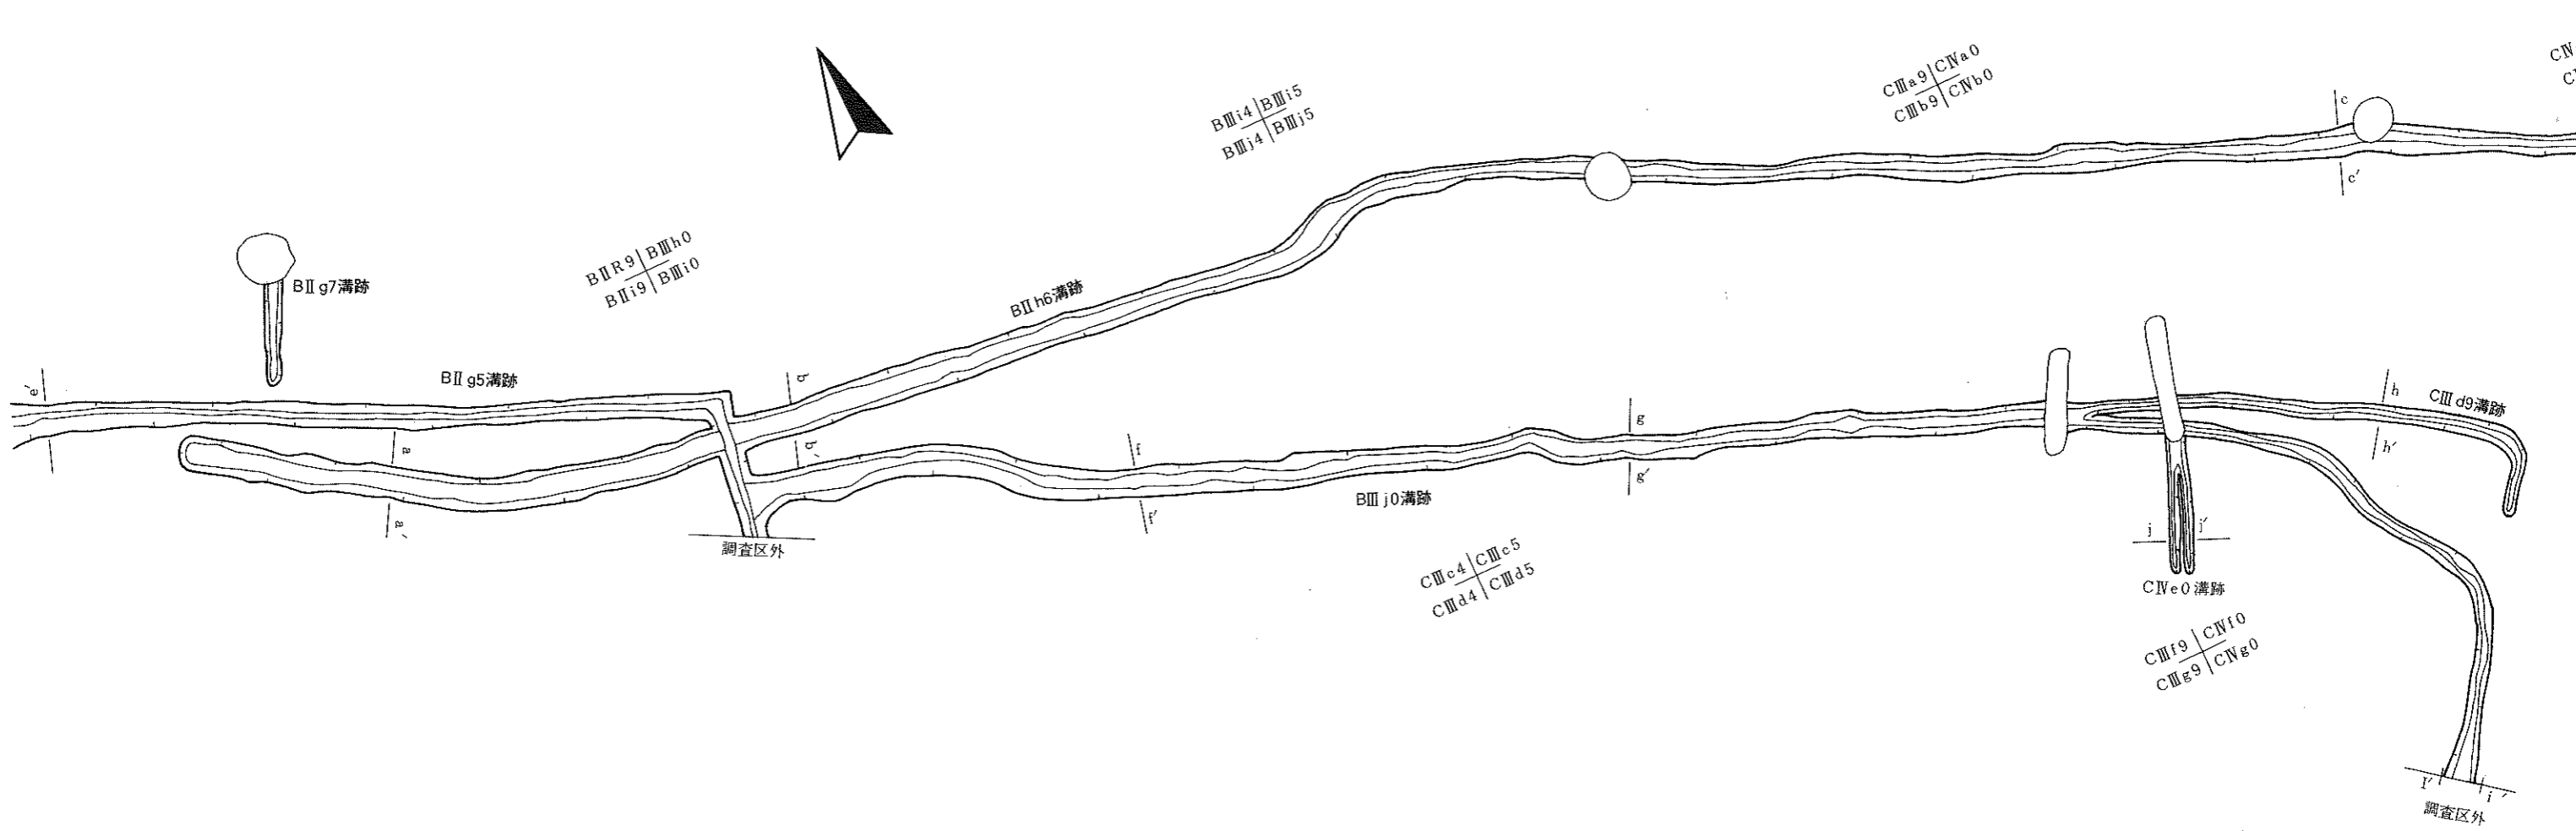 CⅢa9 CⅣa0
CⅢb9 CⅣb0
CⅣ
BⅢi4 BⅢi5
BⅢj4 BⅢj5
c
c′
BⅡR9 BⅢh0
BⅡi9 BⅢi0
BⅡg7溝跡
BⅡh6溝跡
e′
BⅡg5溝跡
b
b′
a
a′
f
f′
g
g′
h
h′
CⅢd9溝跡
BⅢj0溝跡
調査区外
CⅢc4 CⅢc5
CⅢd4 CⅢd5
j
j′
CⅣe0溝跡
CⅢf9 CⅣf0
CⅢg9 CⅣg0
i′
調査区外